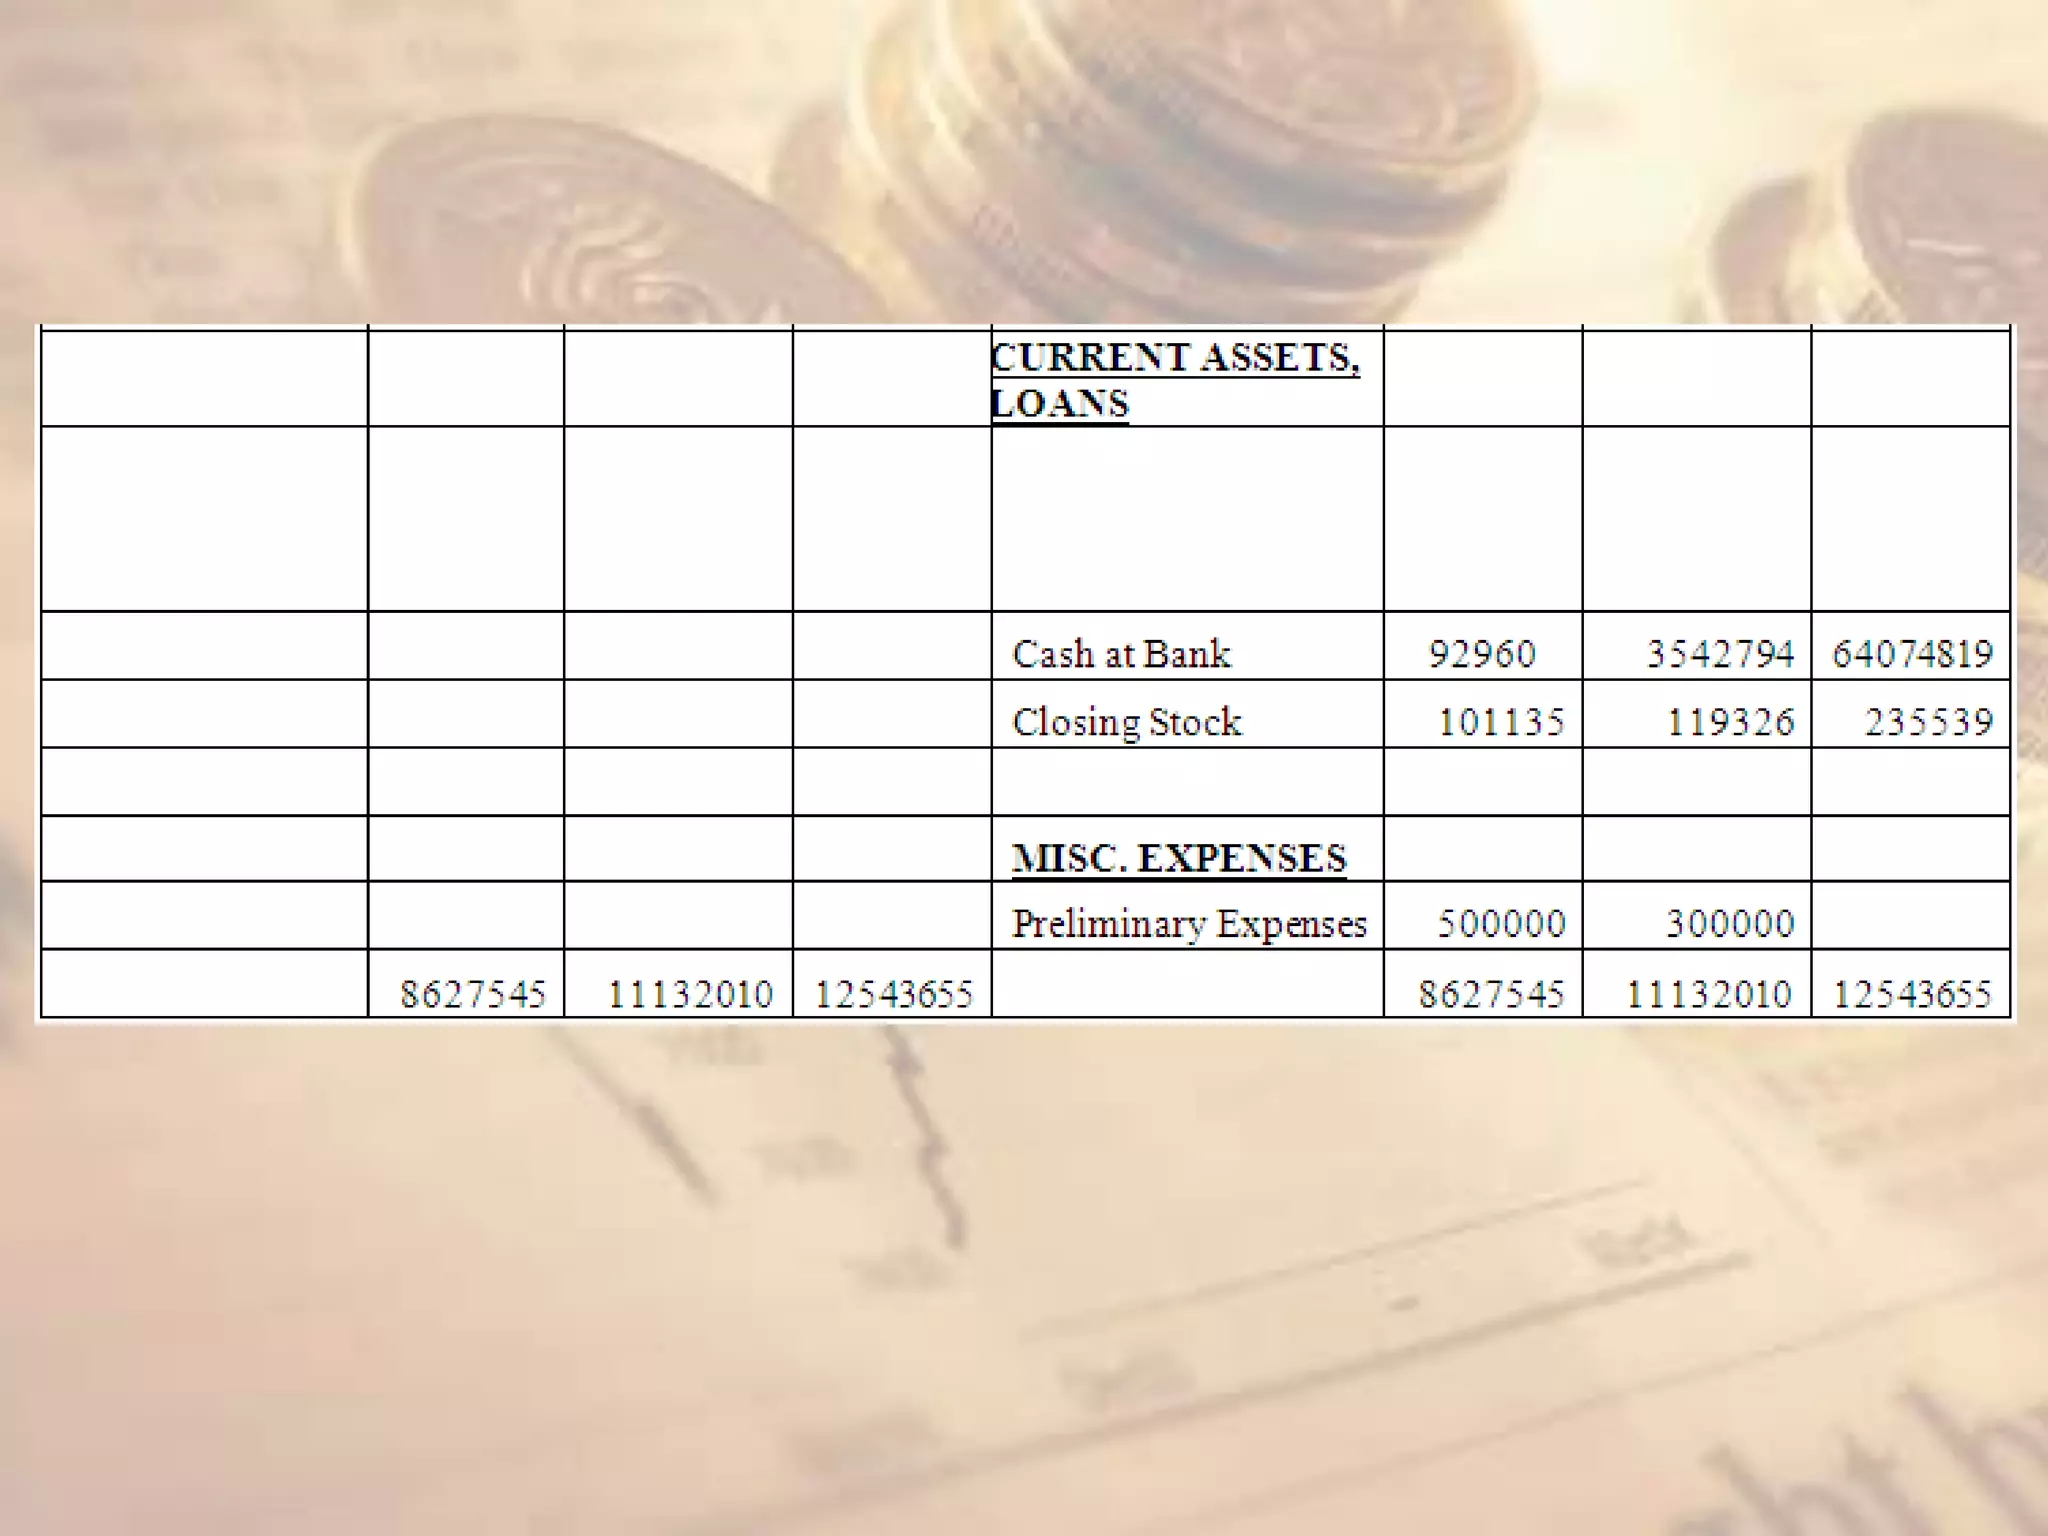 CURRENT ASSETS,
LOANS
Cash at Bank 92960 3542794 64074819
Closing Stock 101135 119326 235539
MISC. EXPENSES
Preliminary Expenses 500000 300000
8627545 11132010 12543655 8627545 11132010 12543655